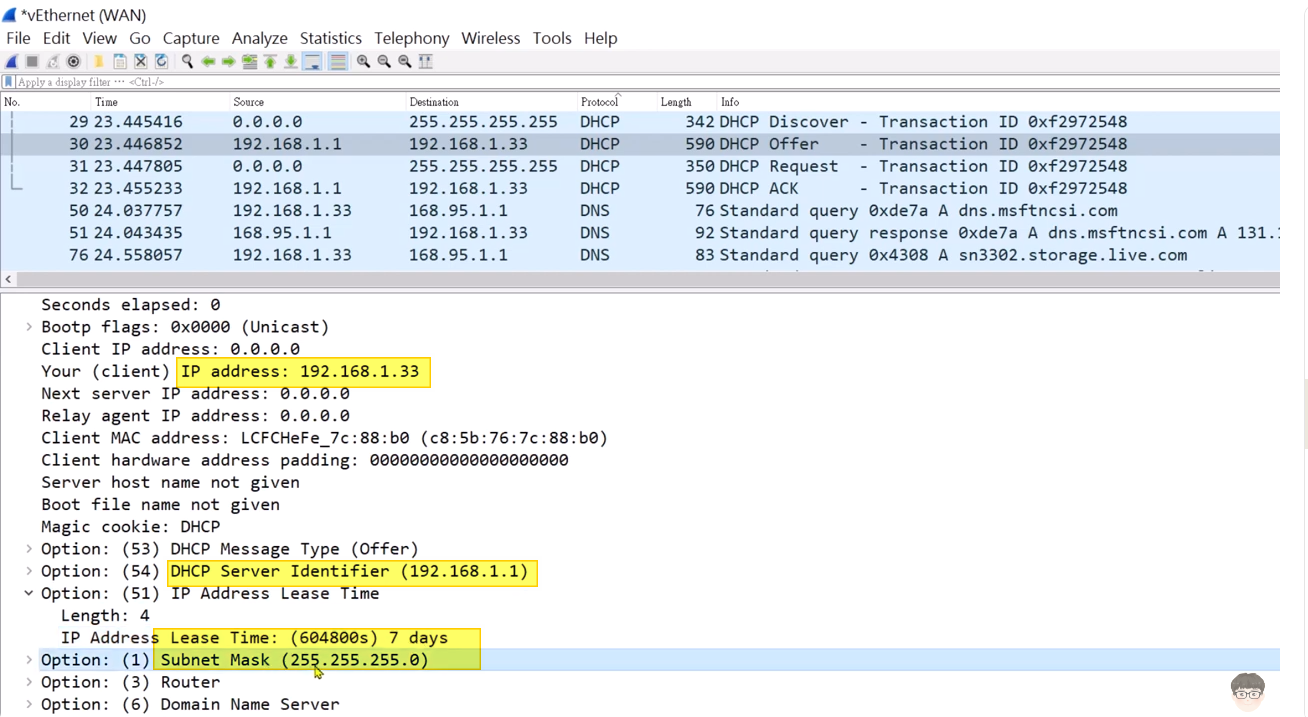 *vEthernet (WAN)
File Edit View Go Capture Analyze Statistics Telephony Wireless Tools Help
Apply a display filter ··· <Ctrl-/>
No. Time Source Destination Protocol Length Info
29 23.445416 0.0.0.0 255.255.255.255 DHCP 342 DHCP Discover - Transaction ID 0xf2972548
30 23.446852 192.168.1.1 192.168.1.33 DHCP 590 DHCP Offer - Transaction ID 0xf2972548
31 23.447805 0.0.0.0 255.255.255.255 DHCP 350 DHCP Request - Transaction ID 0xf2972548
32 23.455233 192.168.1.1 192.168.1.33 DHCP 590 DHCP ACK - Transaction ID 0xf2972548
50 24.037757 192.168.1.33 168.95.1.1 DNS 76 Standard query 0xde7a A dns.msftncsi.com
51 24.043435 168.95.1.1 192.168.1.33 DNS 92 Standard query response 0xde7a A dns.msftncsi.com A 131.
76 24.558057 192.168.1.33 168.95.1.1 DNS 83 Standard query 0x4308 A sn3302.storage.live.com
Seconds elapsed: 0
Bootp flags: 0x0000 (Unicast)
Client IP address: 0.0.0.0
Your (client) IP address: 192.168.1.33
Next server IP address: 0.0.0.0
Relay agent IP address: 0.0.0.0
Client MAC address: LCFCHeFe_7c:88:b0 (c8:5b:76:7c:88:b0)
Client hardware address padding: 00000000000000000000
Server host name not given
Boot file name not given
Magic cookie: DHCP
Option: (53) DHCP Message Type (Offer)
Option: (54) DHCP Server Identifier (192.168.1.1)
Option: (51) IP Address Lease Time
Length: 4
IP Address Lease Time: (604800s) 7 days
Option: (1) Subnet Mask (255.255.255.0)
Option: (3) Router
Option: (6) Domain Name Server